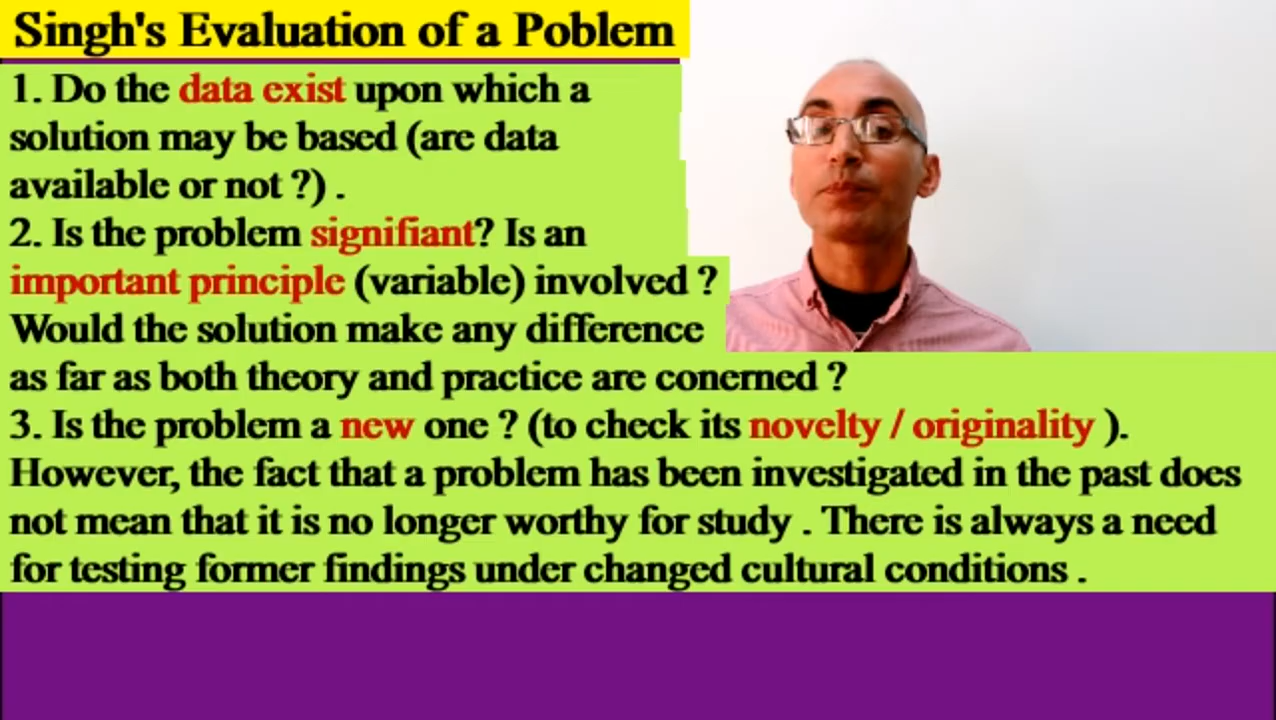 Singh's Evaluation of a Poblem
1. Do the data exist upon which a
solution may be based (are data
available or not ?) .
2. Is the problem signifiant? Is an
important principle (variable) involved ?
Would the solution make any difference
as far as both theory and practice are conerned ?
3. Is the problem a new one ? (to check its novelty / originality ).
However, the fact that a problem has been investigated in the past does
not mean that it is no longer worthy for study . There is always a need
for testing former findings under changed cultural conditions .